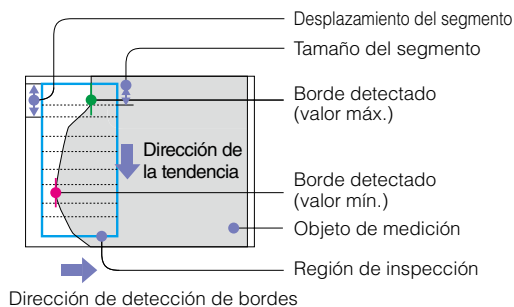 Desplazamiento del segmento
Tamaño del segmento
Borde detectado
(valor máx.)
Dirección de
la tendencia
Borde detectado
(valor mín.)
Objeto de medición
Región de inspección
Dirección de detección de bordes